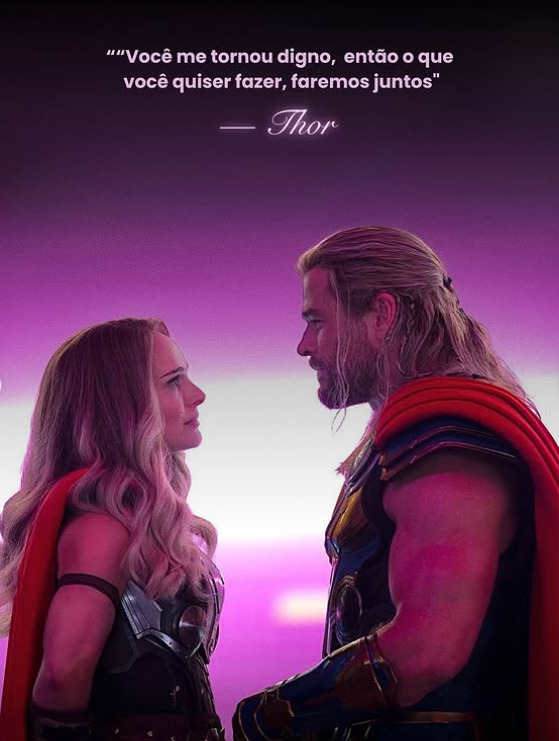 ““Você me tornou digno, então o que
você quiser fazer, faremos juntos"
— Thor